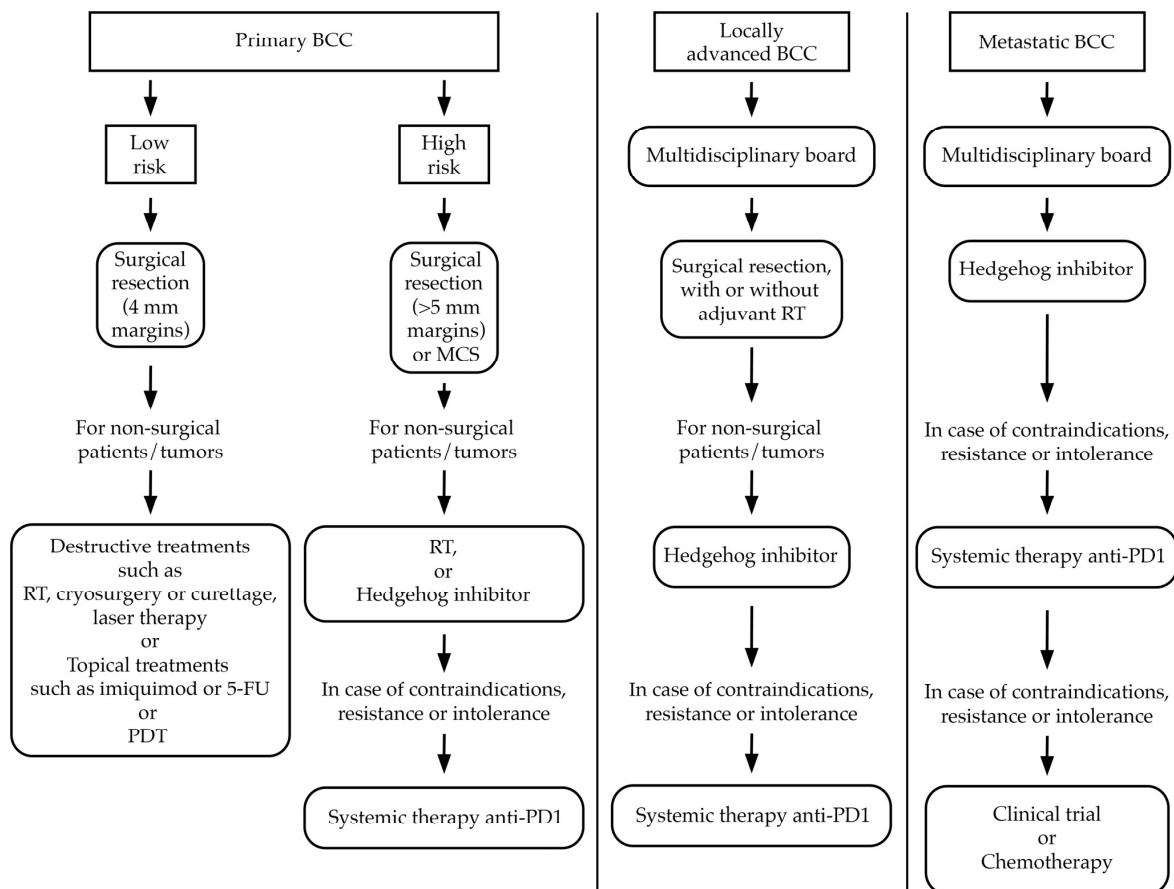 Primary BCC
Low
risk
Surgical
resection
(4 mm
margins)
For non-surgical
patients/tumors
Destructive treatments
such as
RT, cryosurgery or curettage,
laser therapy
or
Topical treatments
such as imiquimod or 5-FU
or
PDT
High
risk
Surgical
resection
(>5 mm
margins)
or MCS
For non-surgical
patients/tumors
RT,
or
Hedgehog inhibitor
In case of contraindications,
resistance or intolerance
Systemic therapy anti-PD1
Locally
advanced BCC
Multidisciplinary board
Surgical resection,
with or without
adjuvant RT
For non-surgical
patients/tumors
Hedgehog inhibitor
In case of contraindications,
resistance or intolerance
Systemic therapy anti-PD1
Metastatic BCC
Multidisciplinary board
Hedgehog inhibitor
In case of contraindications,
resistance or intolerance
Systemic therapy anti-PD1
In case of contraindications,
resistance or intolerance
Clinical trial
or
Chemotherapy